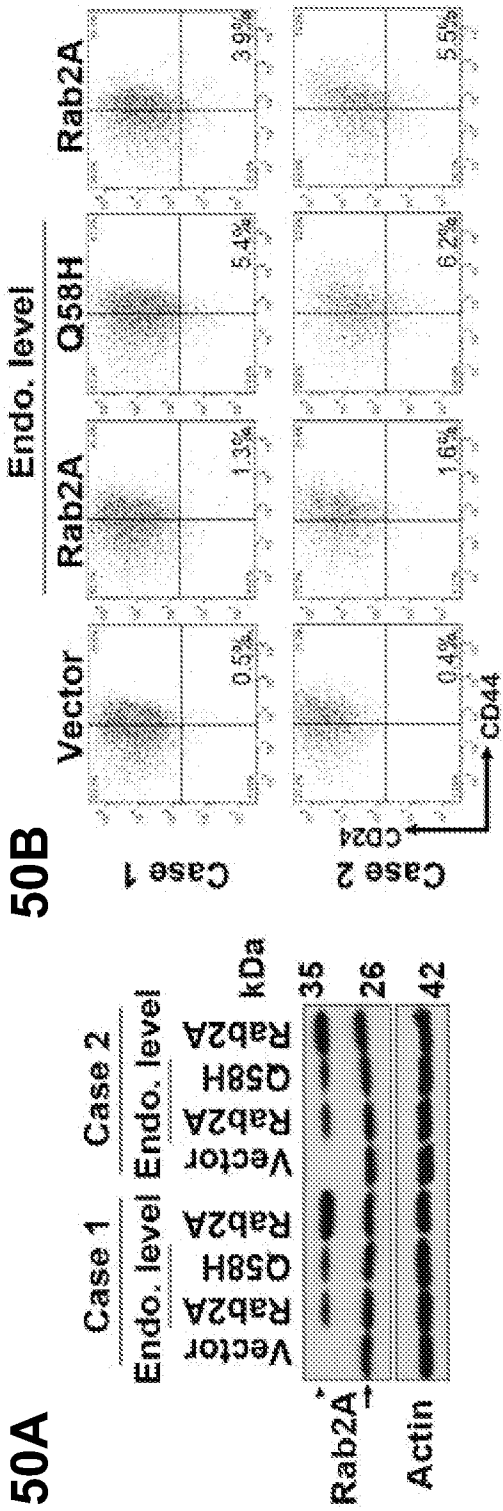 50A
Case 1 Case 2
Endo. level Endo. level
Vector Rab2A Q58H Rab2A Vector Rab2A Q58H Rab2A kDa
Rab2A * 35
26
Actin 42
50B
Endo. level
Vector Rab2A Q58H Rab2A
Case 1
0.5% 1.3% 5.4% 3.9%
Case 2
0.4% 1.6% 6.2% 5.5%
CD24
CD44